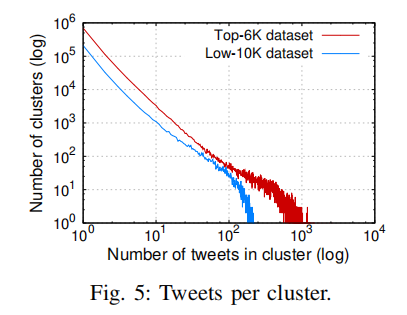 10^6
10^5
10^4
10^3
10^2
10^1
10^0
Number of clusters (log)
Top-6K dataset
Low-10K dataset
10^0 10^1 10^2 10^3 10^4
Number of tweets in cluster (log)
Fig. 5: Tweets per cluster.